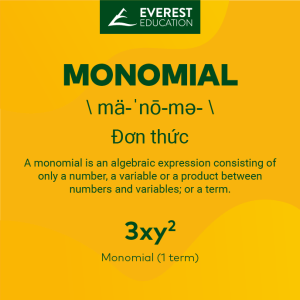 EVEREST
EDUCATION
MONOMIAL
\ mä-ˈnō-mə- \
Đơn thức
A monomial is an algebraic expression consisting of
only a number, a variable or a product between
numbers and variables; or a term.
3xy²
Monomial (1 term)